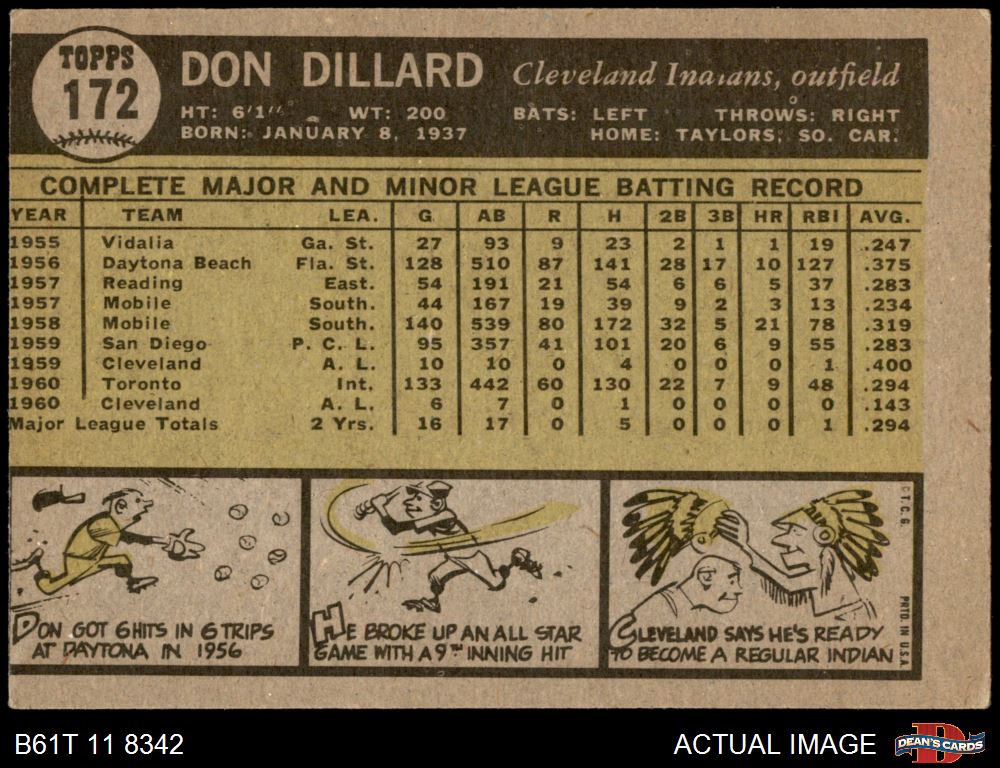 TOPPS
172
DON DILLARD Cleveland Indians, outfield
HT: 6'1" WT: 200 BATS: LEFT THROWS: RIGHT
BORN: JANUARY 8, 1937 HOME: TAYLORS, SO. CAR.
COMPLETE MAJOR AND MINOR LEAGUE BATTING RECORD
YEAR TEAM LEA. G AB R H 2B 3B HR RBI AVG.
1955 Vidalia Ga. St. 27 93 9 23 2 1 1 19 .247
1956 Daytona Beach Fla. St. 128 510 87 141 28 17 10 127 .375
1957 Reading East. 54 191 21 54 6 6 5 37 .283
1957 Mobile South. 44 167 19 39 9 2 3 13 .234
1958 Mobile South. 140 539 80 172 32 5 21 78 .319
1959 San Diego P. C. L. 95 357 41 101 20 6 9 55 .283
1959 Cleveland A. L. 10 10 0 4 0 0 0 1 .400
1960 Toronto Int. 133 442 60 130 22 7 9 48 .294
1960 Cleveland A. L. 6 7 0 1 0 0 0 0 .143
Major League Totals 2 Yrs. 16 17 0 5 0 0 0 1 .294
DON GOT 6 HITS IN 6 TRIPS
AT DAYTONA IN 1956
HE BROKE UP AN ALL STAR
GAME WITH A 9TH INNING HIT
CLEVELAND SAYS HE'S READY
TO BECOME A REGULAR INDIAN
© T. C. G.
PRTD. IN U.S.A.
B61T 11 8342
ACTUAL IMAGE
D
DEAN'S CARDS